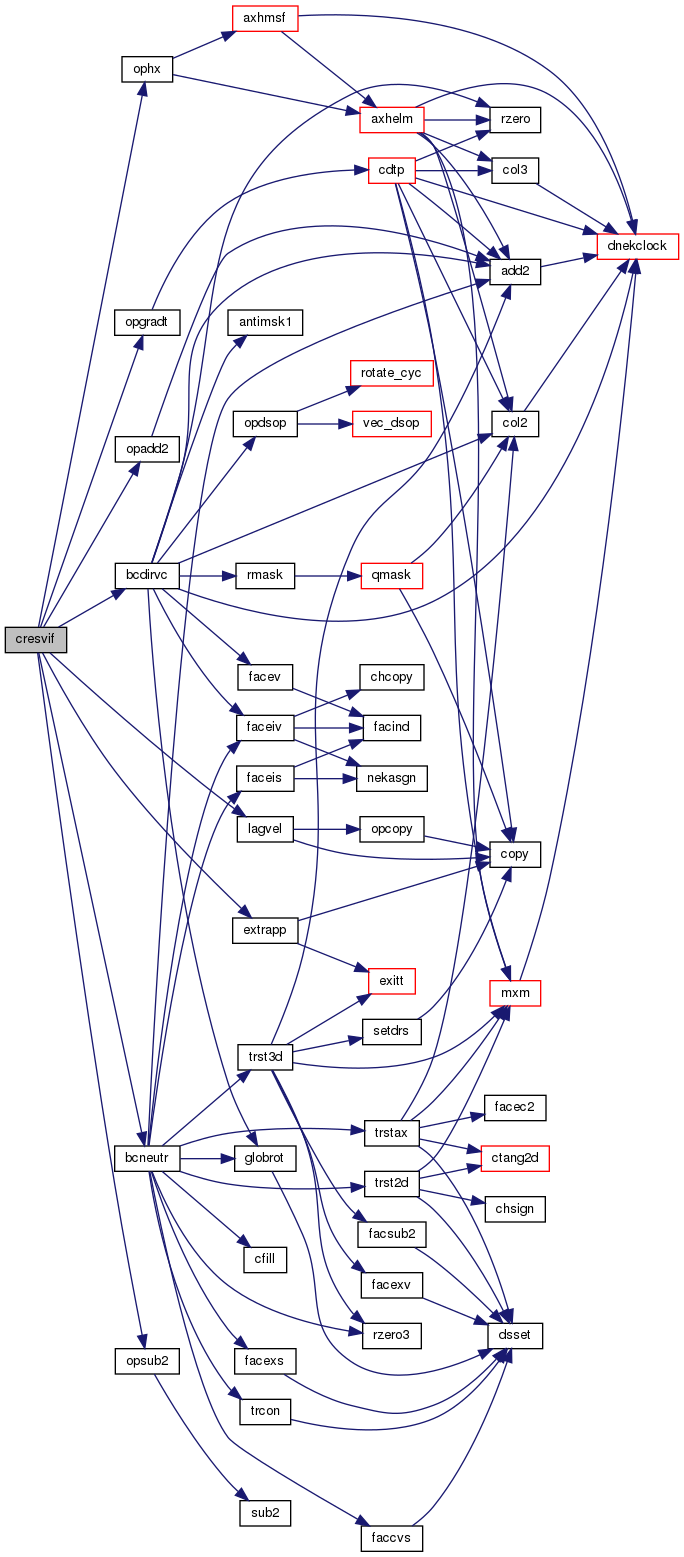 axhmsf
ophx
axhelm
rzero
cdtp
col3
dnekclock
add2
opgradt
antimsk1
rotate_cyc
opadd2
opdsop
vec_dsop
col2
bcdirvc
rmask
qmask
cresvif
facev
chcopy
faceiv
facind
faceis
nekasgn
lagvel
opcopy
copy
extrapp
exitt
mxm
setdrs
trst3d
facec2
trstax
bcneutr
globrot
ctang2d
trst2d
chsign
facsub2
cfill
facexv
rzero3
dsset
opsub2
facexs
trcon
sub2
faccvs